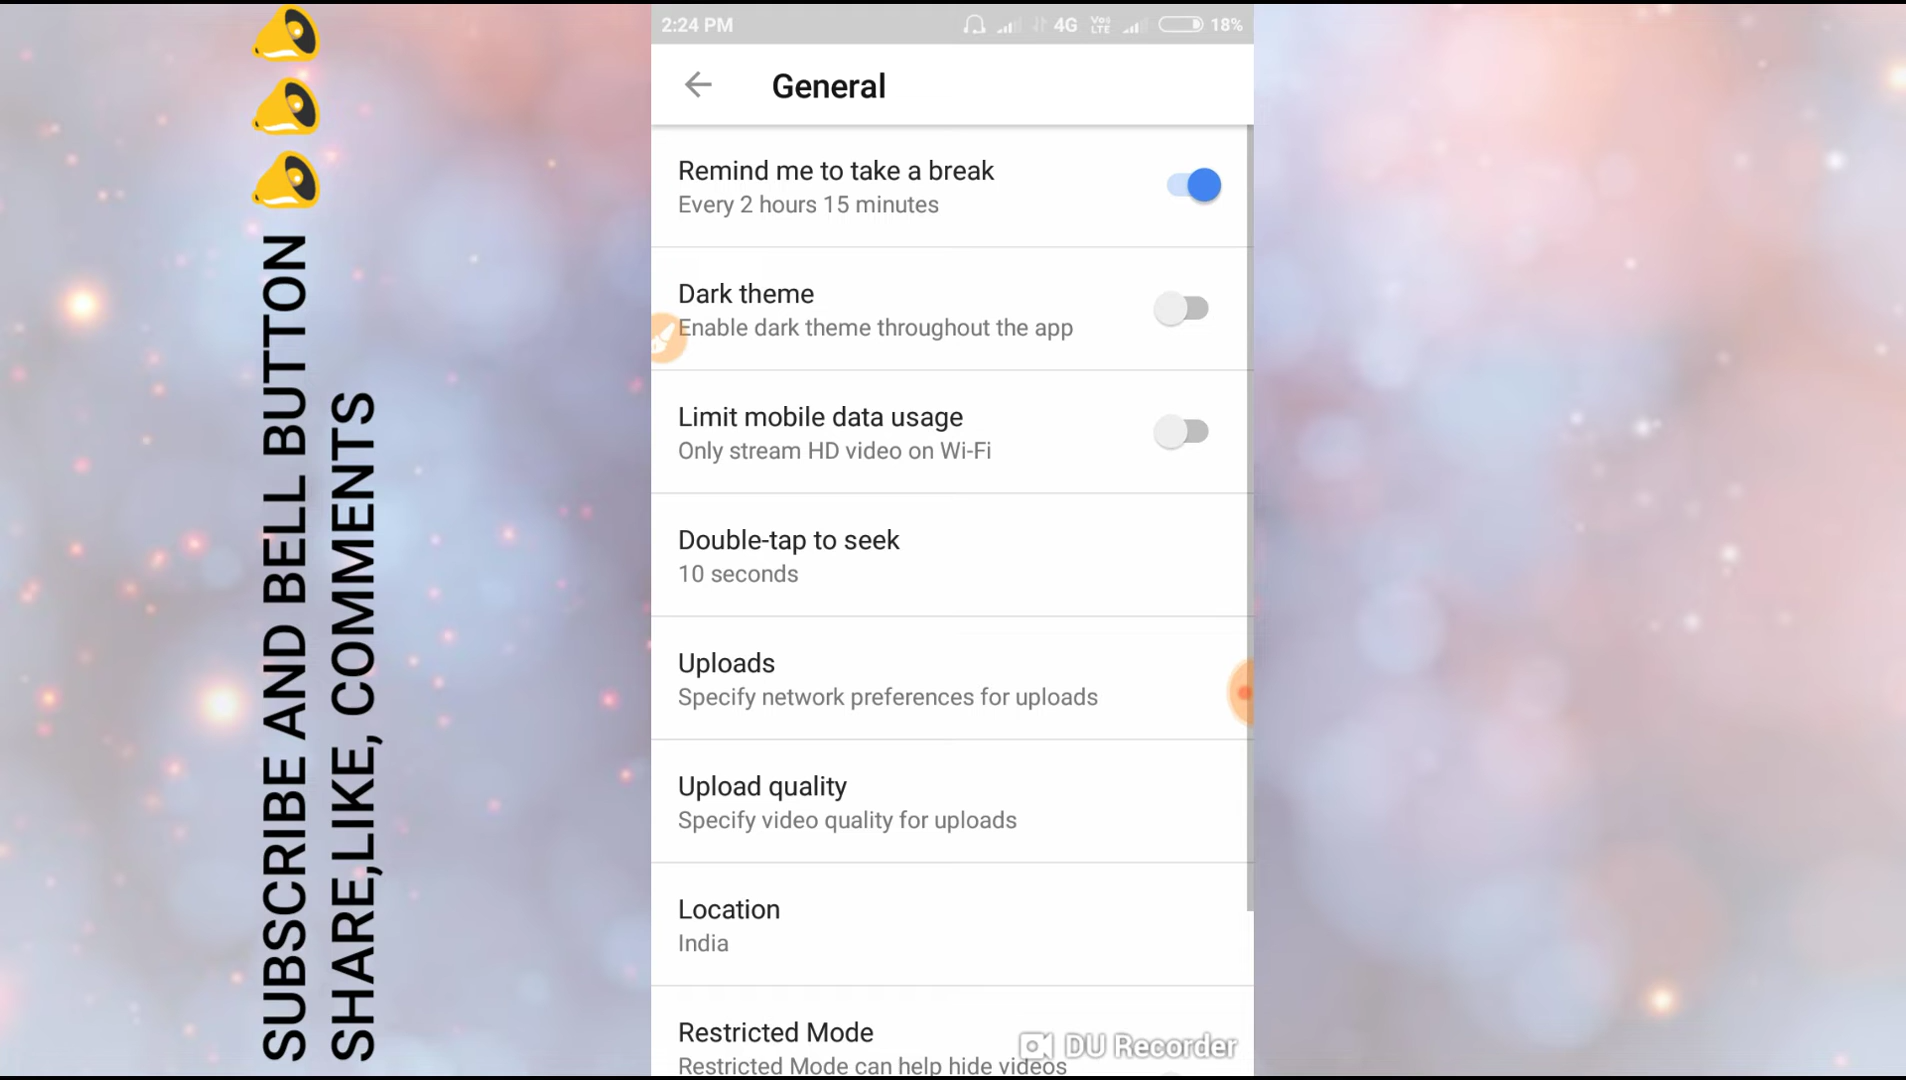 SUBSCRIBE AND BELL BUTTON
SHARE,LIKE, COMMENTS
2:24 PM
4G
Vo) LTE
18%
General
Remind me to take a break
Every 2 hours 15 minutes
Dark theme
Enable dark theme throughout the app
Limit mobile data usage
Only stream HD video on Wi-Fi
Double-tap to seek
10 seconds
Uploads
Specify network preferences for uploads
Upload quality
Specify video quality for uploads
Location
India
Restricted Mode
Restricted Mode can help hide videos
DU Recorder